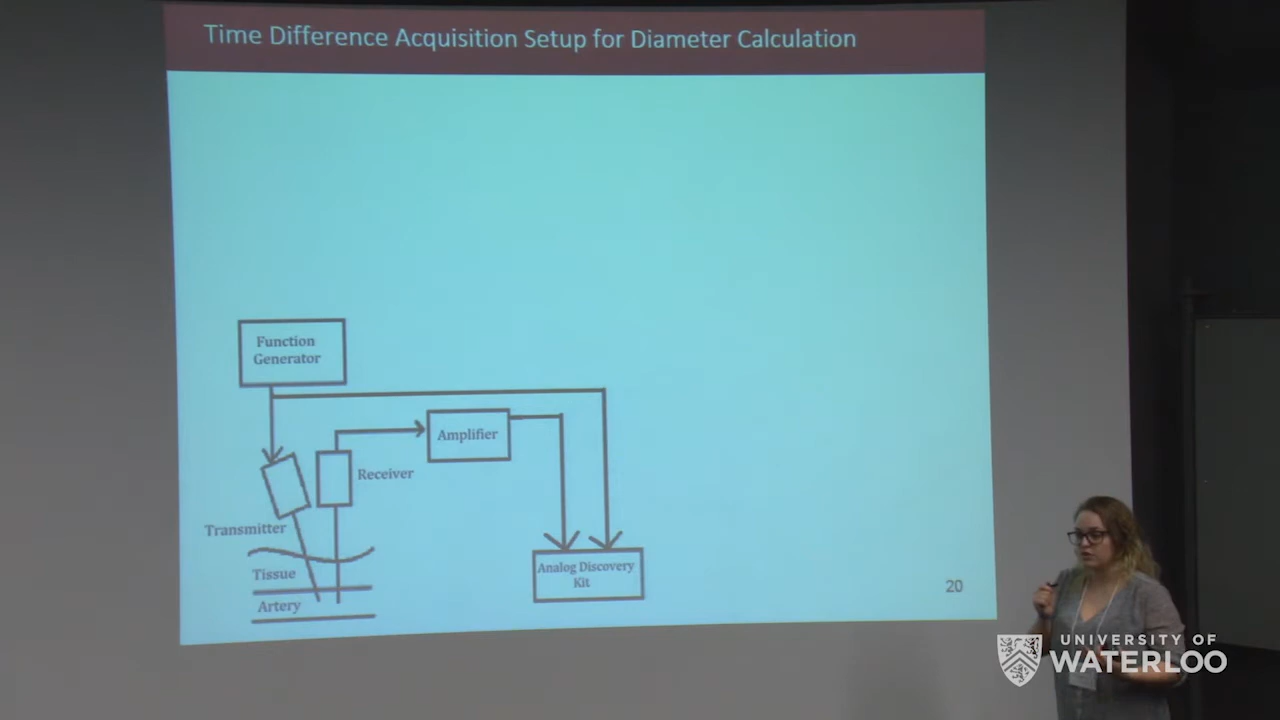 Time Difference Acquisition Setup for Diameter Calculation
Function
Generator
Amplifier
Receiver
Transmitter
Tissue
Artery
Analog Discovery
Kit
20
UNIVERSITY OF
WATERLOO